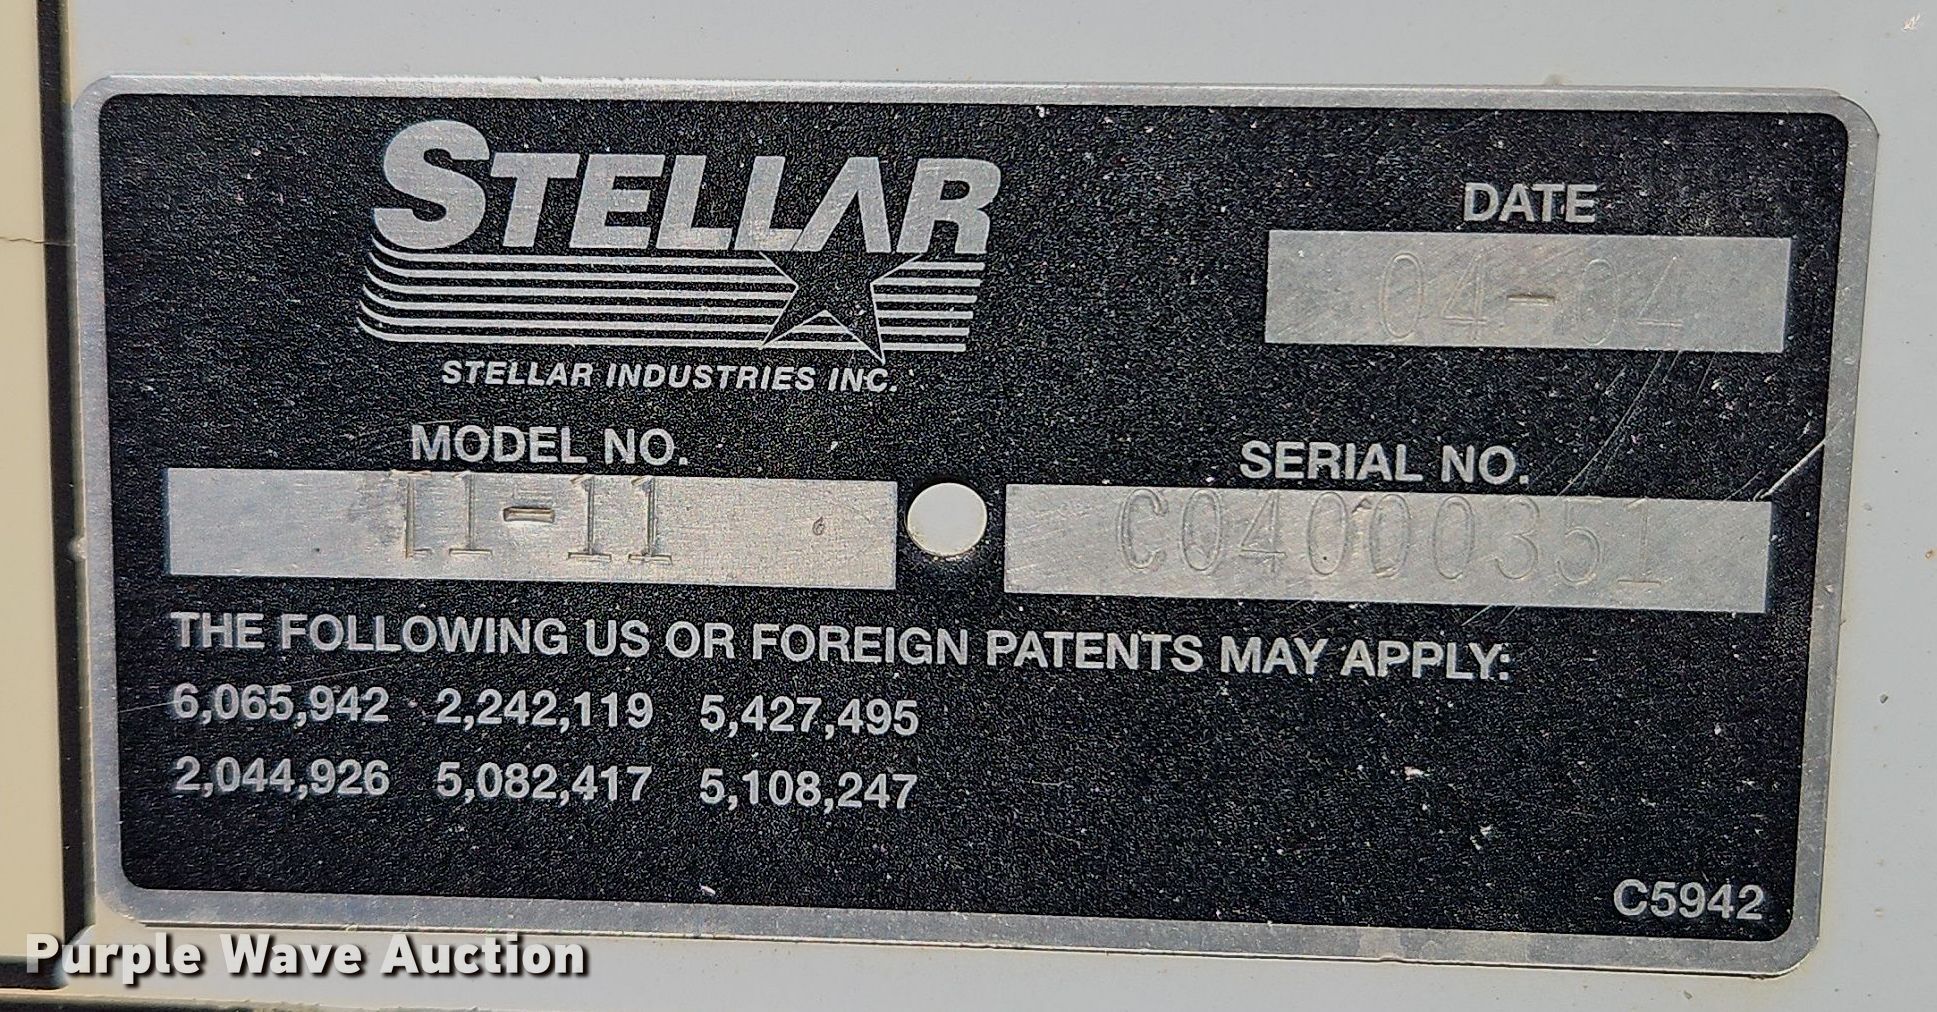 STELLAR
STELLAR INDUSTRIES INC.
DATE
04-04
MODEL NO.
11-11
SERIAL NO.
C04000351
THE FOLLOWING US OR FOREIGN PATENTS MAY APPLY:
6,065,942 2,242,119 5,427,495
2,044,926 5,082,417 5,108,247
C5942
Purple Wave Auction